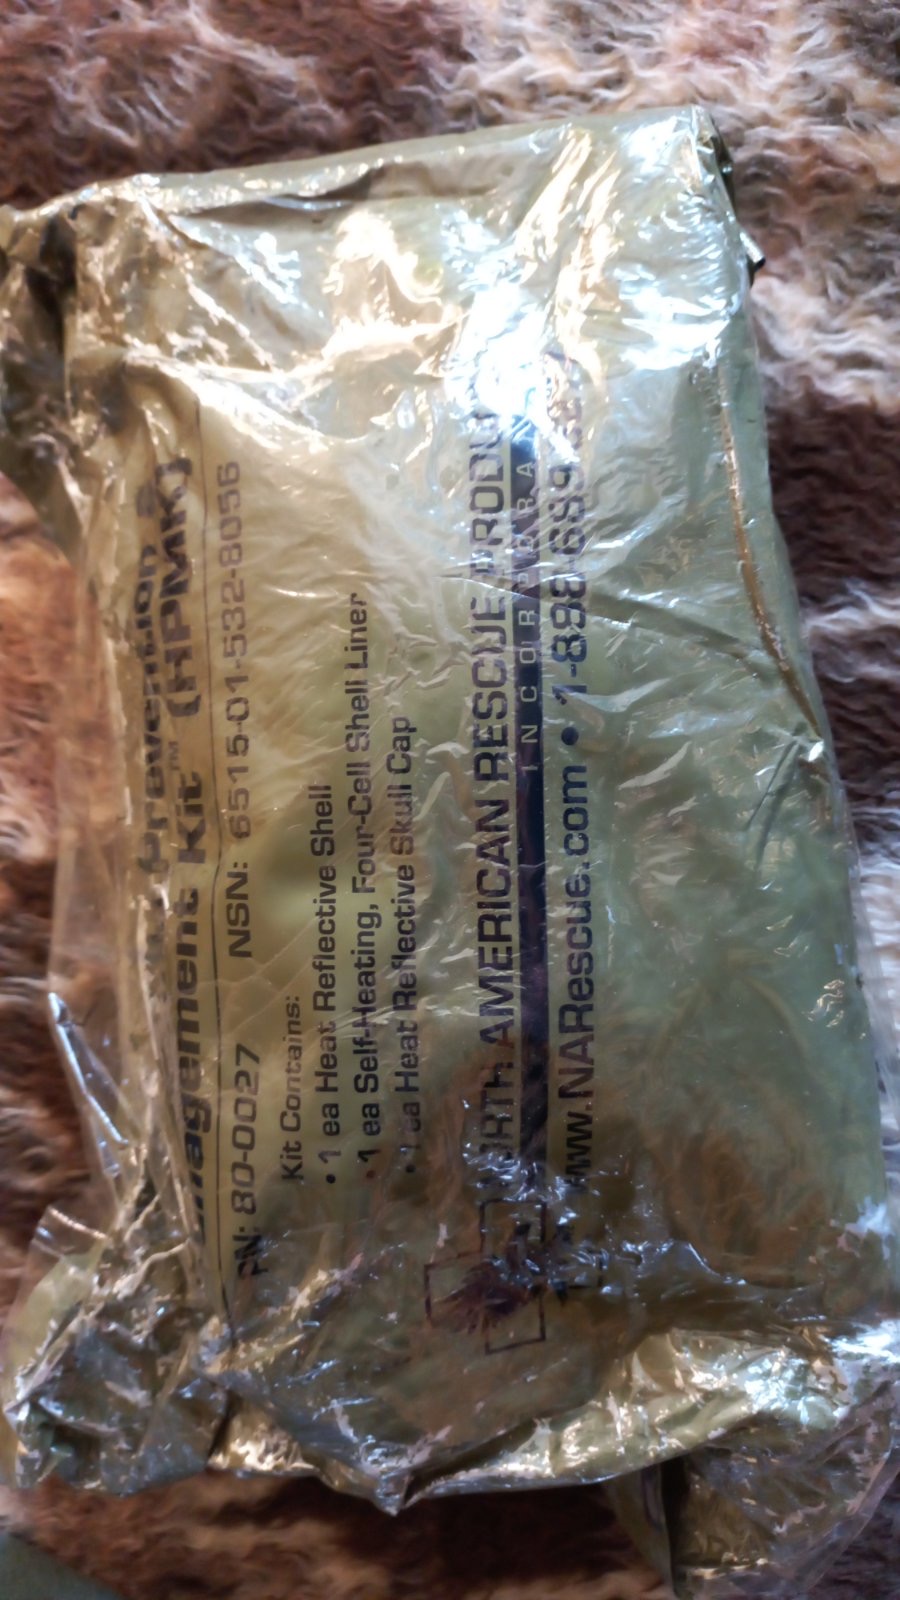 Prevention &
Management Kit™ (HPMK)
PN: 80-0027 NSN: 6515-01-532-8056
Kit Contains:
• 1 ea Heat Reflective Shell
• 1 ea Self-Heating, Four-Cell Shell Liner
• 1 ea Heat Reflective Skull Cap
NORTH AMERICAN RESCUE PRODU
INCORPORA
www.NARescue.com • 1-888-689-